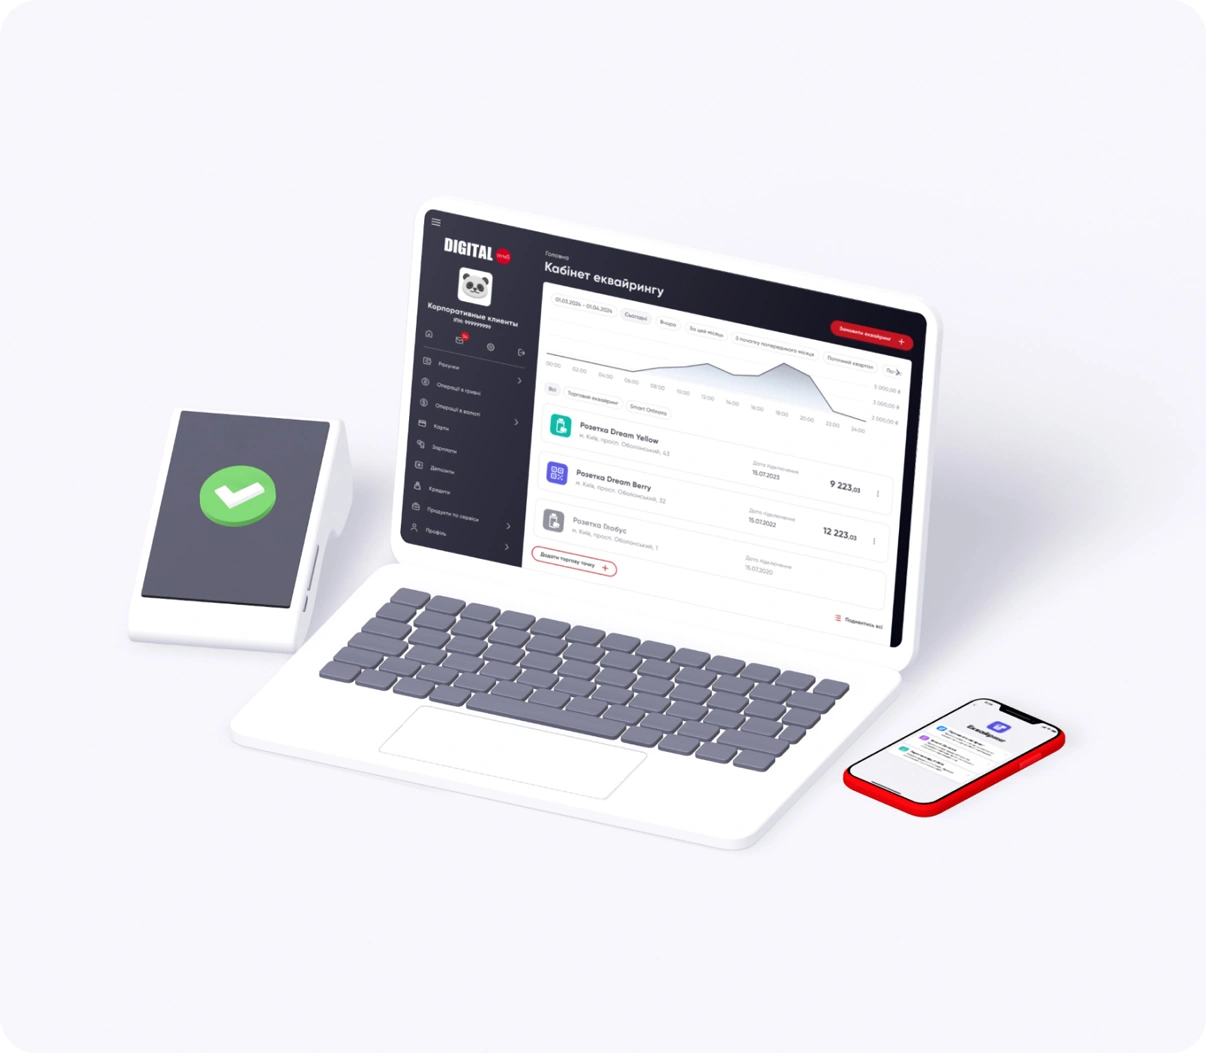 DIGITAL
Корпоративные клиенты
ІПН: 999999999
Рахунки
Операції в гривні
Операції в валюті
Карти
Зарплати
Депозити
Кредити
Продукти та сервіси
Профіль
Головна
Кабінет еквайрингу
Замовити еквайринг
01.03.2024 - 01.04.2024
Сьогодні
Вчора
За цей місяць
З початку попереднього місяця
Поточний квартал
5 000,00 ₴
3 000,00 ₴
2 000,00 ₴
00:00 02:00 04:00 06:00 08:00 10:00 12:00 14:00 16:00 18:00 20:00 22:00 24:00
Всі
Торговий еквайринг
Smart Onliness
Розетка Dream Yellow
м. Київ, просп. Оболонський, 43
Дата підключення
15.07.2023
9 223,03
Розетка Dream Berry
м. Київ, просп. Оболонський, 32
Дата підключення
15.07.2022
12 223,03
Розетка Глобус
м. Київ, просп. Оболонський, 1
Дата підключення
15.07.2020
Додати торгову точку
Подивитись всі
Еквайринг